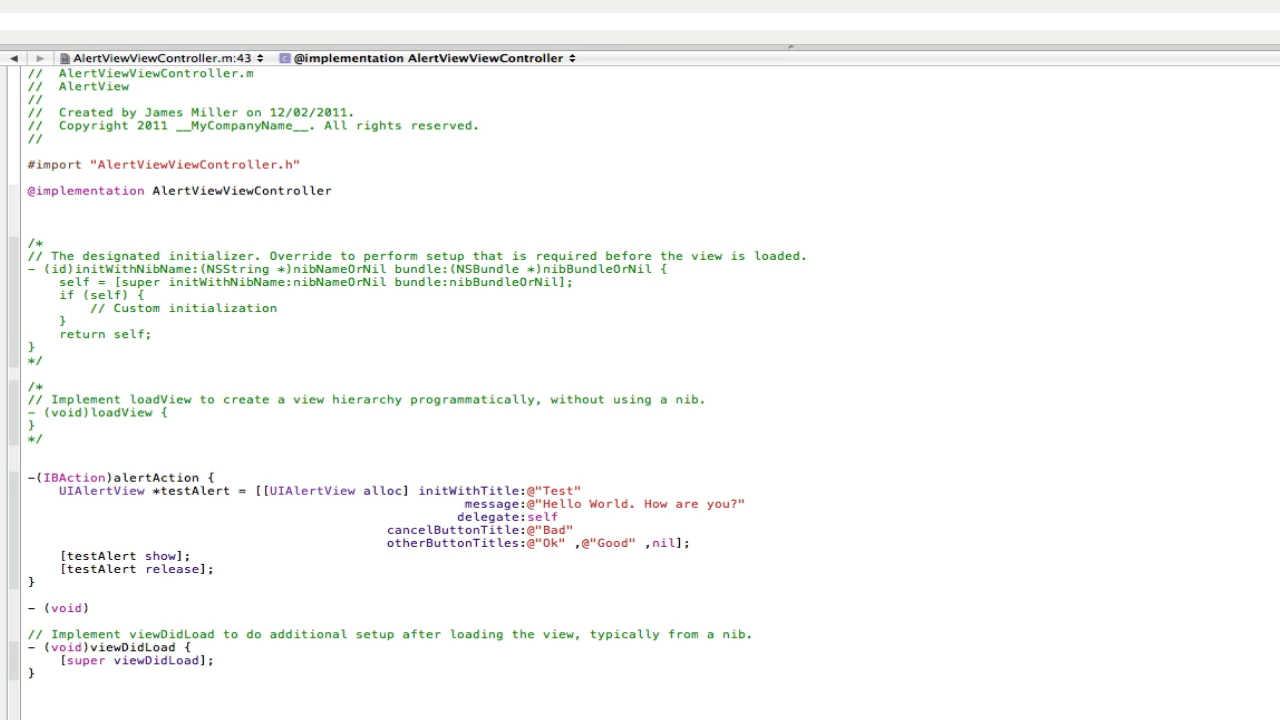 AlertViewViewController.m:43 @implementation AlertViewViewController
//  AlertViewViewController.m
//  AlertView
//
//  Created by James Miller on 12/02/2011.
//  Copyright 2011 __MyCompanyName__. All rights reserved.
//
#import "AlertViewViewController.h"
@implementation AlertViewViewController
/*
// The designated initializer. Override to perform setup that is required before the view is loaded.
- (id)initWithNibName:(NSString *)nibNameOrNil bundle:(NSBundle *)nibBundleOrNil {
    self = [super initWithNibName:nibNameOrNil bundle:nibBundleOrNil];
    if (self) {
        // Custom initialization
    }
    return self;
}
*/
/*
// Implement loadView to create a view hierarchy programmatically, without using a nib.
- (void)loadView {
}
*/
-(IBAction)alertAction {
    UIAlertView *testAlert = [[UIAlertView alloc] initWithTitle:@"Test"
                                                        message:@"Hello World. How are you?"
                                                       delegate:self
                                              cancelButtonTitle:@"Bad"
                                              otherButtonTitles:@"Ok" ,@"Good" ,nil];
    [testAlert show];
    [testAlert release];
}
- (void)
// Implement viewDidLoad to do additional setup after loading the view, typically from a nib.
- (void)viewDidLoad {
    [super viewDidLoad];
}